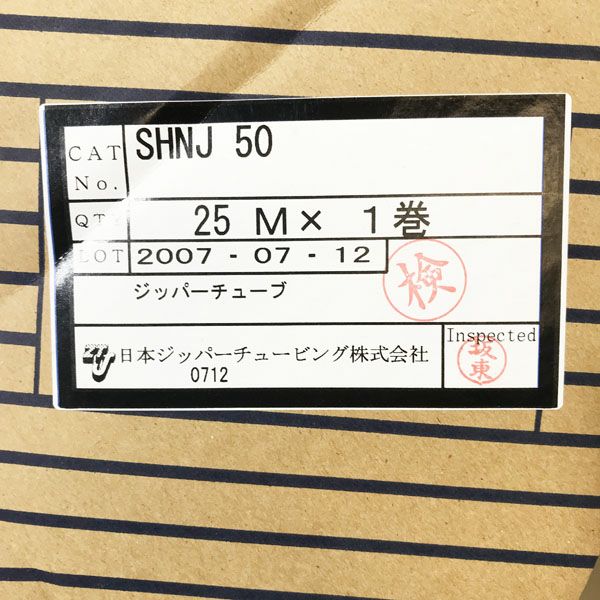 CAT No. SHNJ 50
QTY 25 M× 1巻
LOT 2007 - 07 - 12
検
ジッパーチューブ
日本ジッパーチュービング株式会社
0712
Inspected
坂東